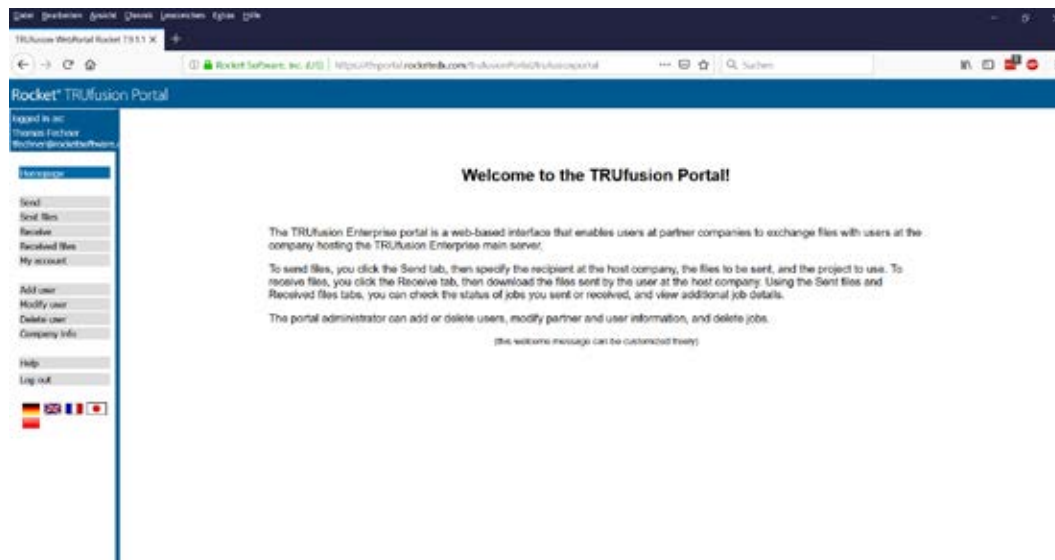 Datei Bearbeiten Ansicht Chronik Lesezeichen Extras Hilfe
TRUfusion WebPortal Rocket 7.9.1.1 ×
Rocket Software, Inc. (US)
Suchen
Rocket® TRUfusion Portal
logged in as:
Thomas Fechner
Homepage
Send
Sent files
Receive
Received files
My account
Add user
Modify user
Delete user
Company Info
Help
Log out
Welcome to the TRUfusion Portal!
The TRUfusion Enterprise portal is a web-based interface that enables users at partner companies to exchange files with users at the
company hosting the TRUfusion Enterprise main server.
To send files, you click the Send tab, then specify the recipient at the host company, the files to be sent, and the project to use. To
receive files, you click the Receive tab, then download the files sent by the user at the host company. Using the Sent files and
Received files tabs, you can check the status of jobs you sent or received, and view additional job details.
The portal administrator can add or delete users, modify partner and user information, and delete jobs.
(this welcome message can be customized freely)